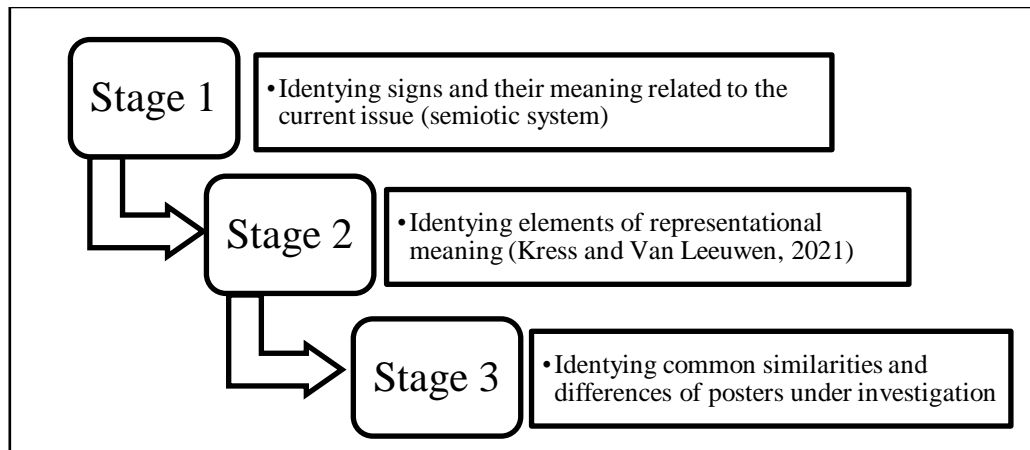 Stage 1
•Identying signs and their meaning related to the
current issue (semiotic system)
Stage 2
•Identying elements of representational
meaning (Kress and Van Leeuwen, 2021)
Stage 3
•Identying common similarities and
differences of posters under investigation